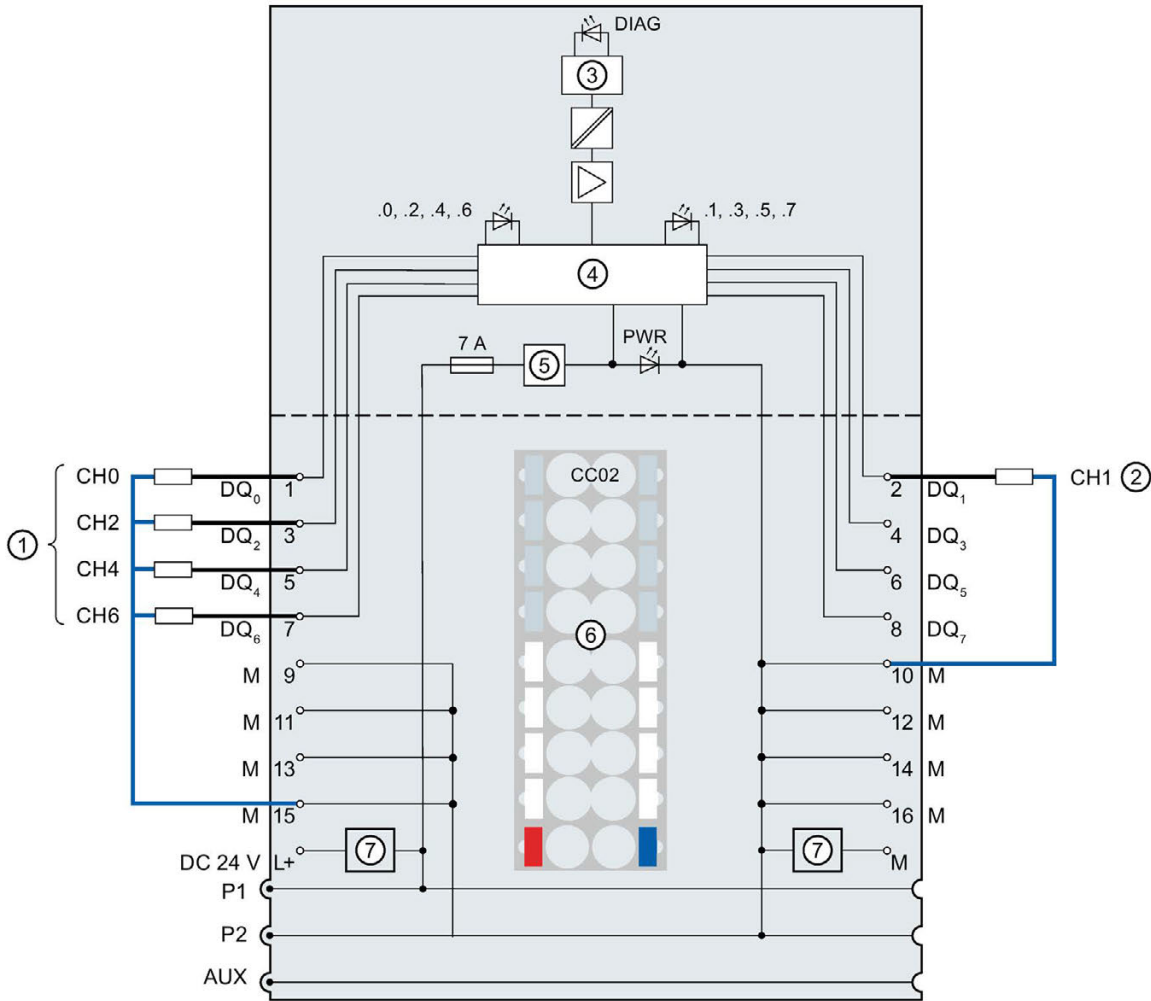 DIAG
③
.0, .2, .4, .6
.1, .3, .5, .7
④
7 A
PWR
⑤
CC02
CH0
DQ₀ 1
2 DQ₁
CH1 ②
CH2
DQ₂ 3
4 DQ₃
①
CH4
DQ₄ 5
6 DQ₅
CH6
DQ₆ 7
8 DQ₇
⑥
M 9
10 M
M 11
12 M
M 13
14 M
M 15
16 M
DC 24 V L+
⑦
⑦
M
P1
P2
AUX